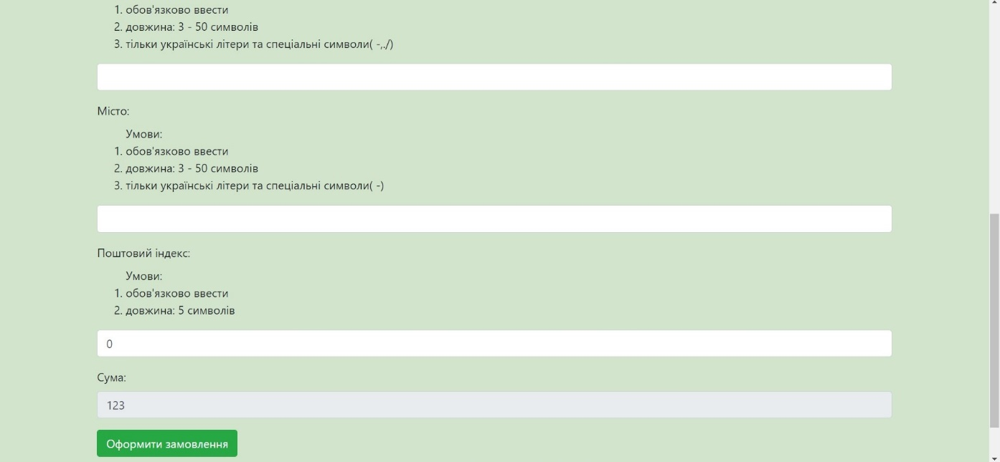 1. обов'язково ввести
2. довжина: 3 - 50 символів
3. тільки українські літери та спеціальні символи( -,./)
Місто:
Умови:
1. обов'язково ввести
2. довжина: 3 - 50 символів
3. тільки українські літери та спеціальні символи( -)
Поштовий індекс:
Умови:
1. обов'язково ввести
2. довжина: 5 символів
0
Сума:
123
Оформити замовлення